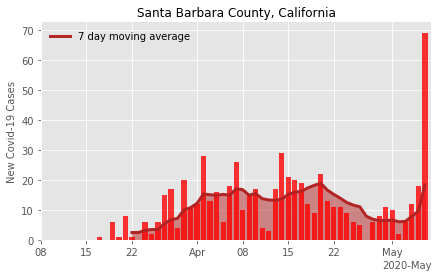 Santa Barbara County, California
7 day moving average
New Covid-19 Cases
70
60
50
40
30
20
10
0
08 15 22 Apr 08 15 22 May
2020-May